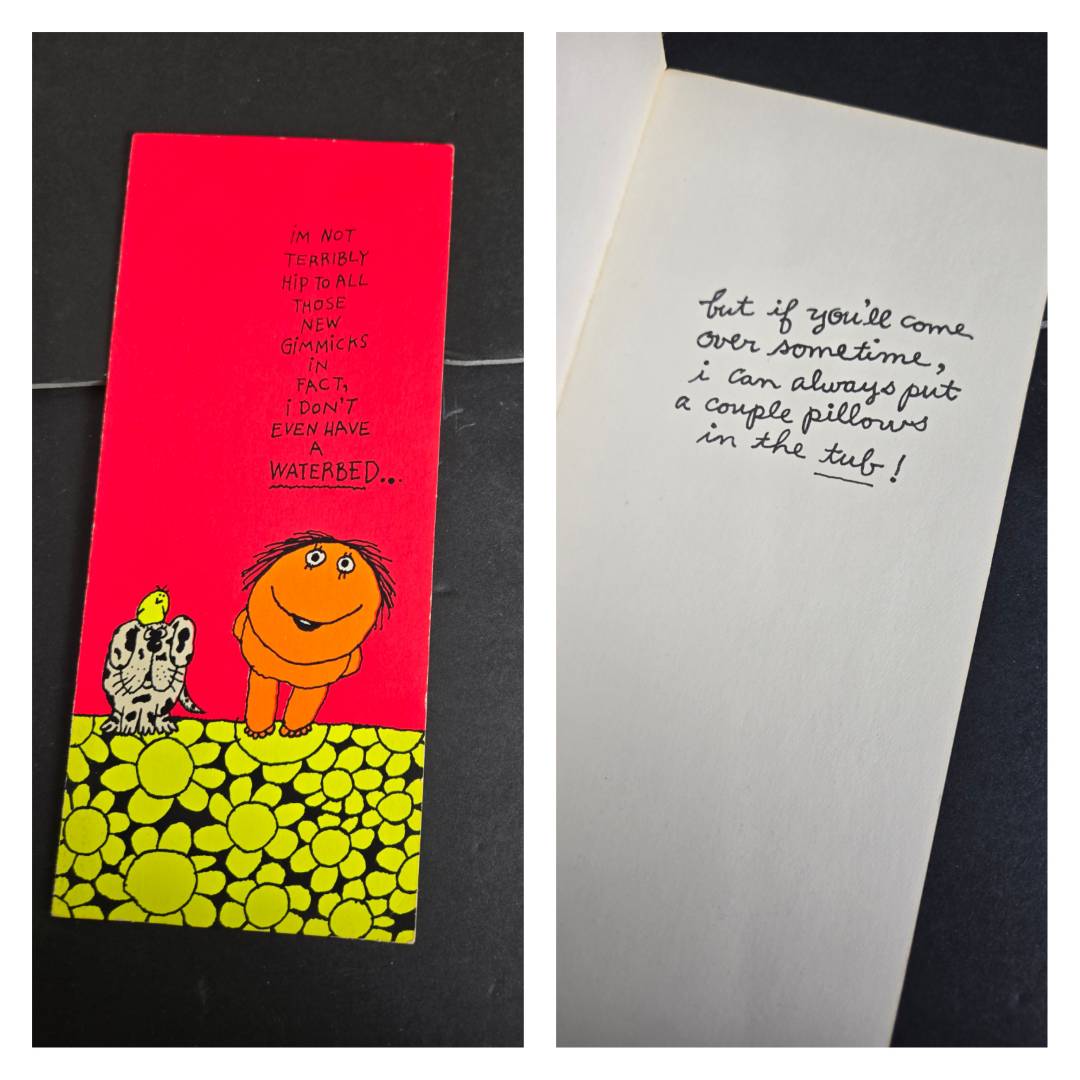 iM NOT
TERRiBLY
HiP TO ALL
THOSE
NEW
GiMMiCKS
iN
FACT,
i DON'T
EVEN HAVE
A
WATERBED...
but if you'll come
over sometime,
i can always put
a couple pillows
in the tub!